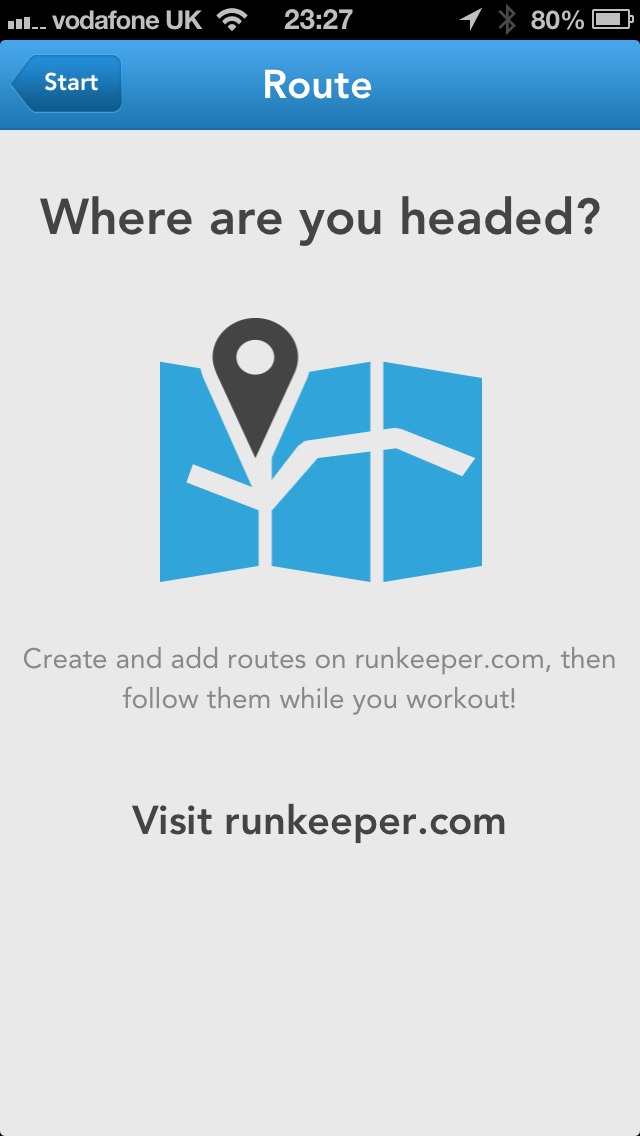 vodafone UK 23:27 80%
Start
Route
Where are you headed?
Create and add routes on runkeeper.com, then
follow them while you workout!
Visit runkeeper.com